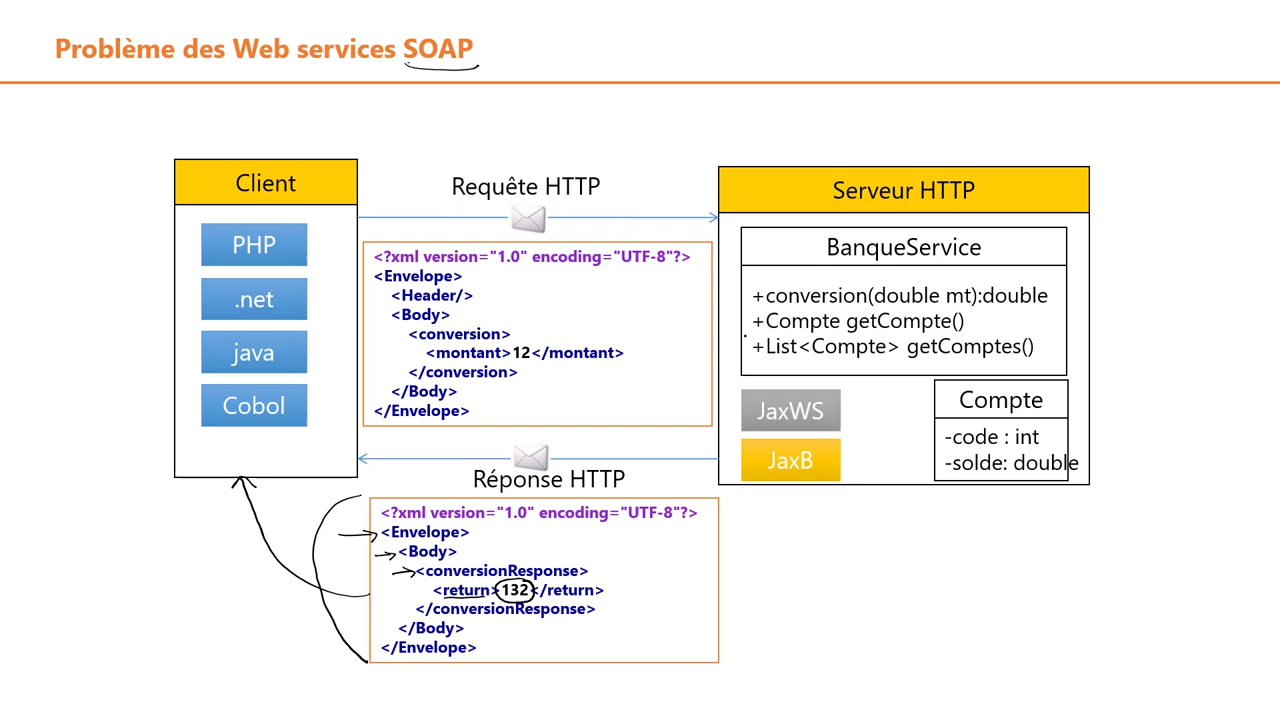 Problème des Web services SOAP
Client
PHP
.net
java
Cobol
Requête HTTP
<?xml version="1.0" encoding="UTF-8"?>
<Envelope>
<Header/>
<Body>
<conversion>
<montant>12</montant>
</conversion>
</Body>
</Envelope>
Serveur HTTP
BanqueService
+conversion(double mt):double
+Compte getCompte()
+List<Compte> getComptes()
JaxWS
JaxB
Compte
-code : int
-solde: double
Réponse HTTP
<?xml version="1.0" encoding="UTF-8"?>
<Envelope>
<Body>
<conversionResponse>
<return>132</return>
</conversionResponse>
</Body>
</Envelope>